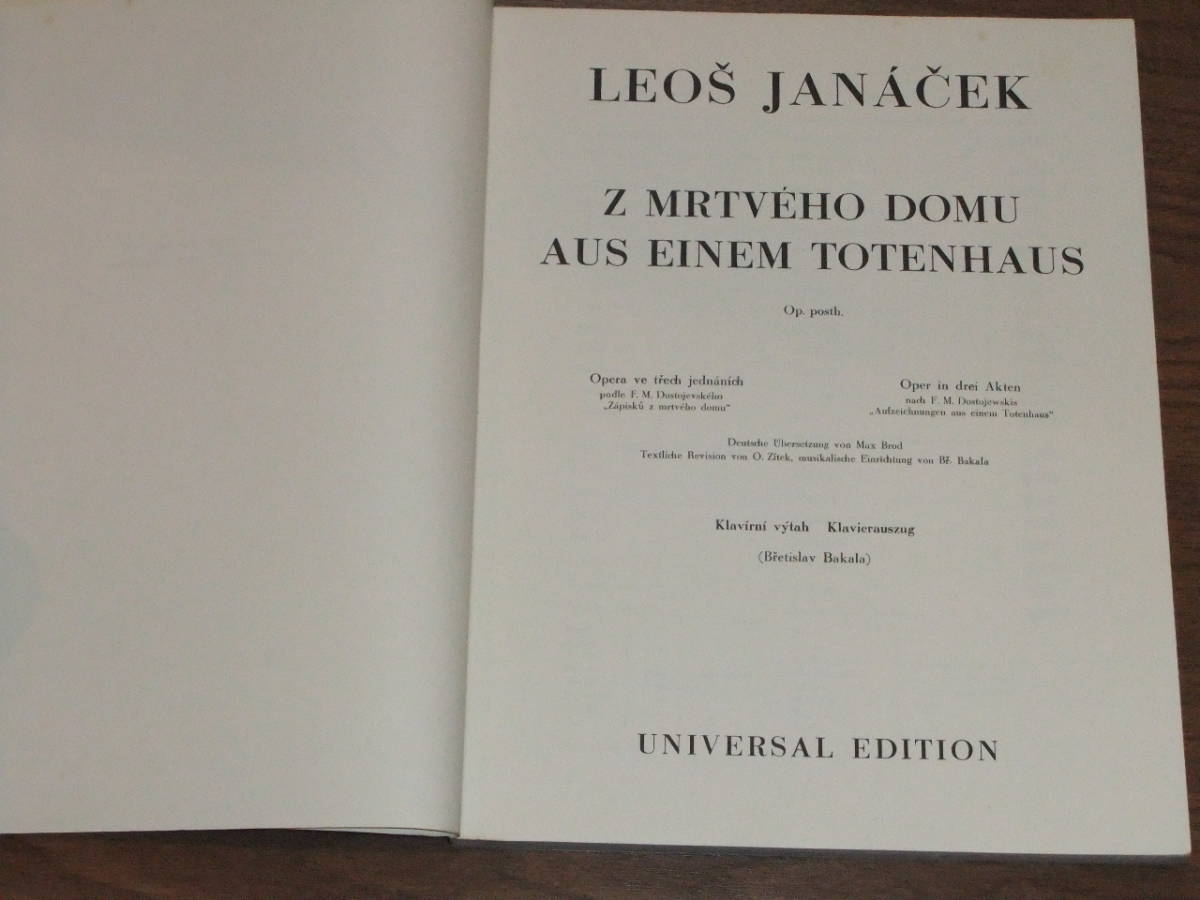 LEOŠ JANÁČEK
Z MRTVÉHO DOMU
AUS EINEM TOTENHAUS
Op. posth.
Opera ve třech jednáních
podle F. M. Dostojevského
„Zápisků z mrtvého domu“
Oper in drei Akten
nach F. M. Dostojewskis
„Aufzeichnungen aus einem Totenhaus“
Deutsche Übersetzung von Max Brod
Textliche Revision von O. Zítek, musikalische Einrichtung von Bř. Bakala
Klavírní výtah Klavierauszug
(Břetislav Bakala)
UNIVERSAL EDITION